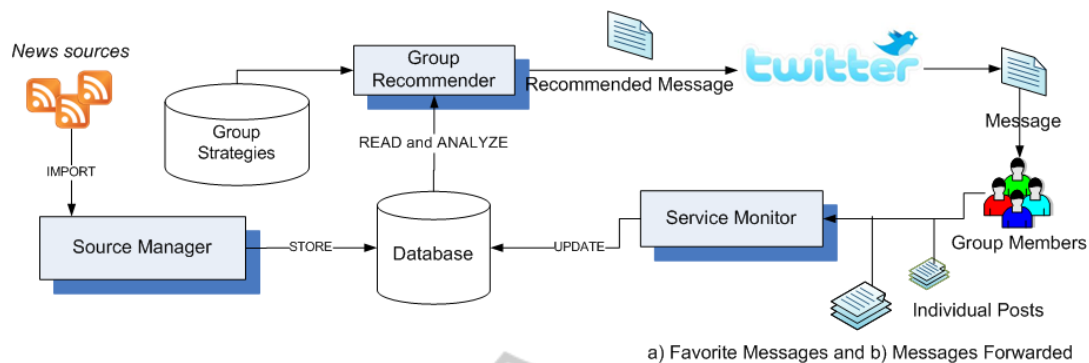 News sources
Group
Recommender
Recommended Message
twitter
Message
Group
Strategies
READ and ANALYZE
IMPORT
Source Manager
STORE
Database
UPDATE
Service Monitor
Group Members
Individual Posts
a) Favorite Messages and b) Messages Forwarded